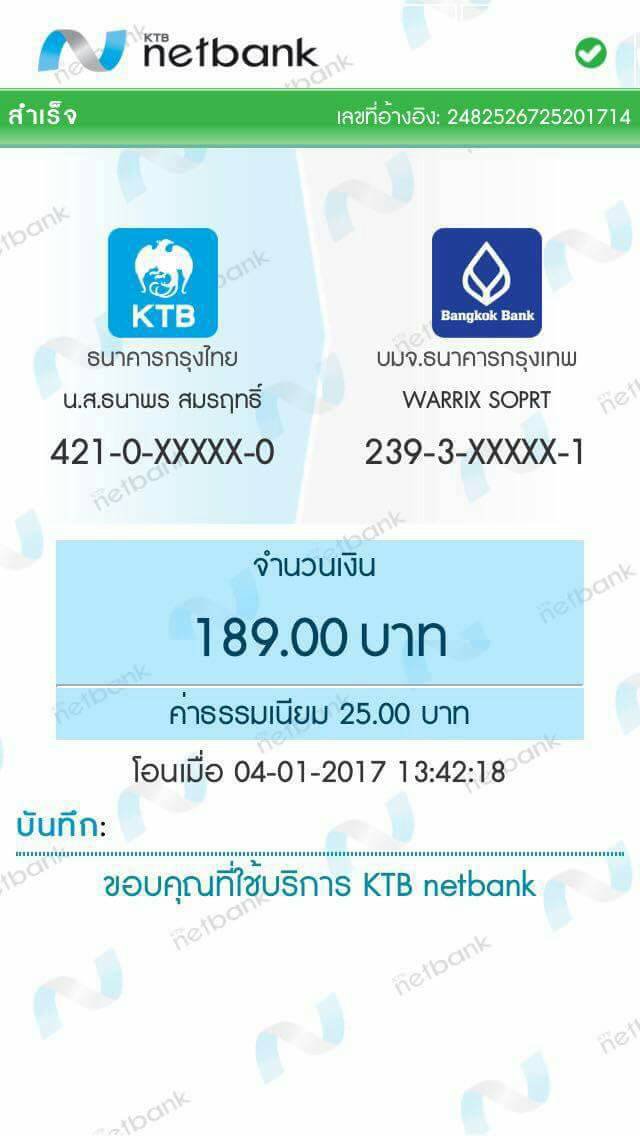 KTB
netbank
สำเร็จ เลขที่อ้างอิง: 2482526725201714
KTB Bangkok Bank
ธนาคารกรุงไทย บมจ.ธนาคารกรุงเทพ
น.ส.ธนาพร สมรฤทธิ์ WARRIX SOPRT
421-0-XXXXX-0 239-3-XXXXX-1
จำนวนเงิน
189.00 บาท
ค่าธรรมเนียม 25.00 บาท
โอนเมื่อ 04-01-2017 13:42:18
บันทึก:
ขอบคุณที่ใช้บริการ KTB netbank